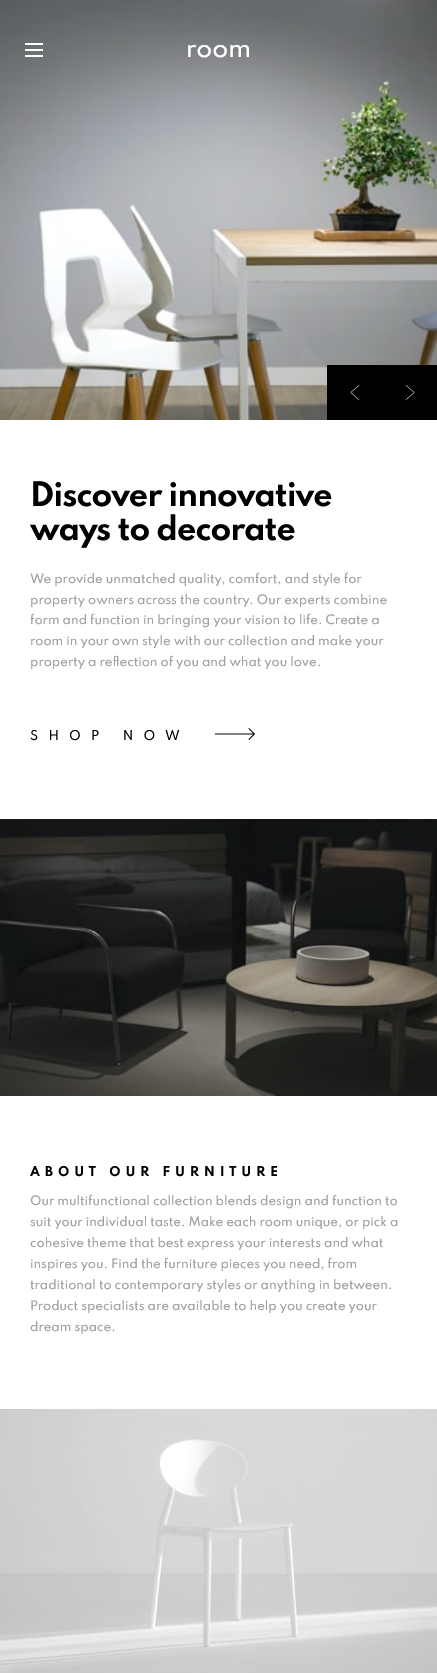 room
Discover innovative
ways to decorate
We provide unmatched quality, comfort, and style for
property owners across the country. Our experts combine
form and function in bringing your vision to life. Create a
room in your own style with our collection and make your
property a reflection of you and what you love.
SHOP NOW
ABOUT OUR FURNITURE
Our multifunctional collection blends design and function to
suit your individual taste. Make each room unique, or pick a
cohesive theme that best express your interests and what
inspires you. Find the furniture pieces you need, from
traditional to contemporary styles or anything in between.
Product specialists are available to help you create your
dream space.